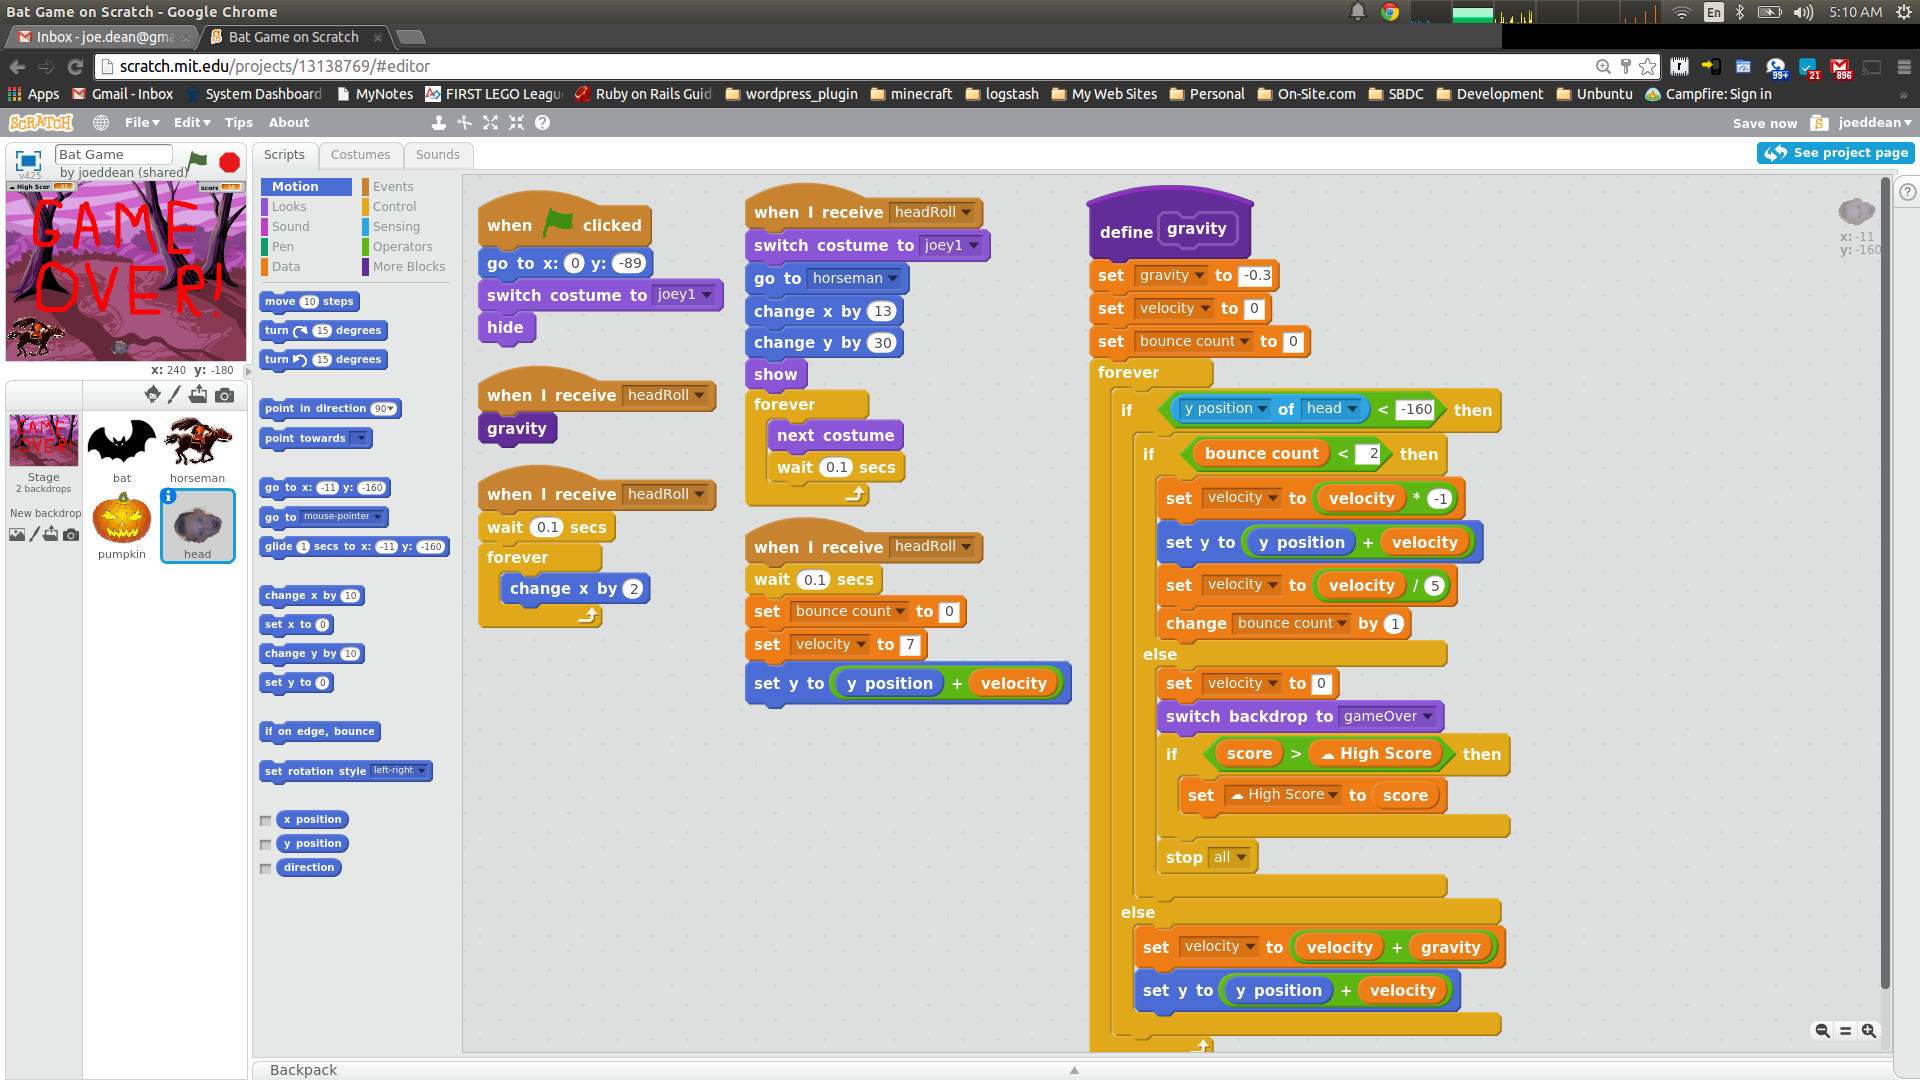 Bat Game on Scratch - Google Chrome
En
5:10 AM
Inbox - joe.dean@gma
Bat Game on Scratch
scratch.mit.edu/projects/13138769/#editor
99+
21
896
Apps
Gmail - Inbox
System Dashboard
MyNotes
FIRST LEGO Leagu
Ruby on Rails Guid
wordpress_plugin
minecraft
logstash
My Web Sites
Personal
On-Site.com
SBDC
Development
Unbuntu
Campfire: Sign in
»
SCRATCH
File
Edit
Tips
About
Save now
joeddean
v425
Bat Game
by joeddean (shared)
Scripts
Costumes
Sounds
See project page
High Scor 11
score 10
GAME
OVER!
x: 240 y: -180
Stage
2 backdrops
New backdrop
bat
horseman
pumpkin
head
Motion
Looks
Sound
Pen
Data
Events
Control
Sensing
Operators
More Blocks
move 10 steps
turn 15 degrees
turn 15 degrees
point in direction 90
point towards
go to x: -11 y: -160
go to mouse-pointer
glide 1 secs to x: -11 y: -160
change x by 10
set x to 0
change y by 10
set y to 0
if on edge, bounce
set rotation style left-right
x position
y position
direction
when clicked
go to x: 0 y: -89
switch costume to joey1
hide
when I receive headRoll
gravity
when I receive headRoll
wait 0.1 secs
forever
change x by 2
when I receive headRoll
switch costume to joey1
go to horseman
change x by 13
change y by 30
show
forever
next costume
wait 0.1 secs
when I receive headRoll
wait 0.1 secs
set bounce count to 0
set velocity to 7
set y to y position + velocity
define gravity
set gravity to -0.3
set velocity to 0
set bounce count to 0
forever
if y position of head < -160 then
if bounce count < 2 then
set velocity to velocity * -1
set y to y position + velocity
set velocity to velocity / 5
change bounce count by 1
else
set velocity to 0
switch backdrop to gameOver
if score > High Score then
set High Score to score
stop all
else
set velocity to velocity + gravity
set y to y position + velocity
x: -11
y: -160
Backpack